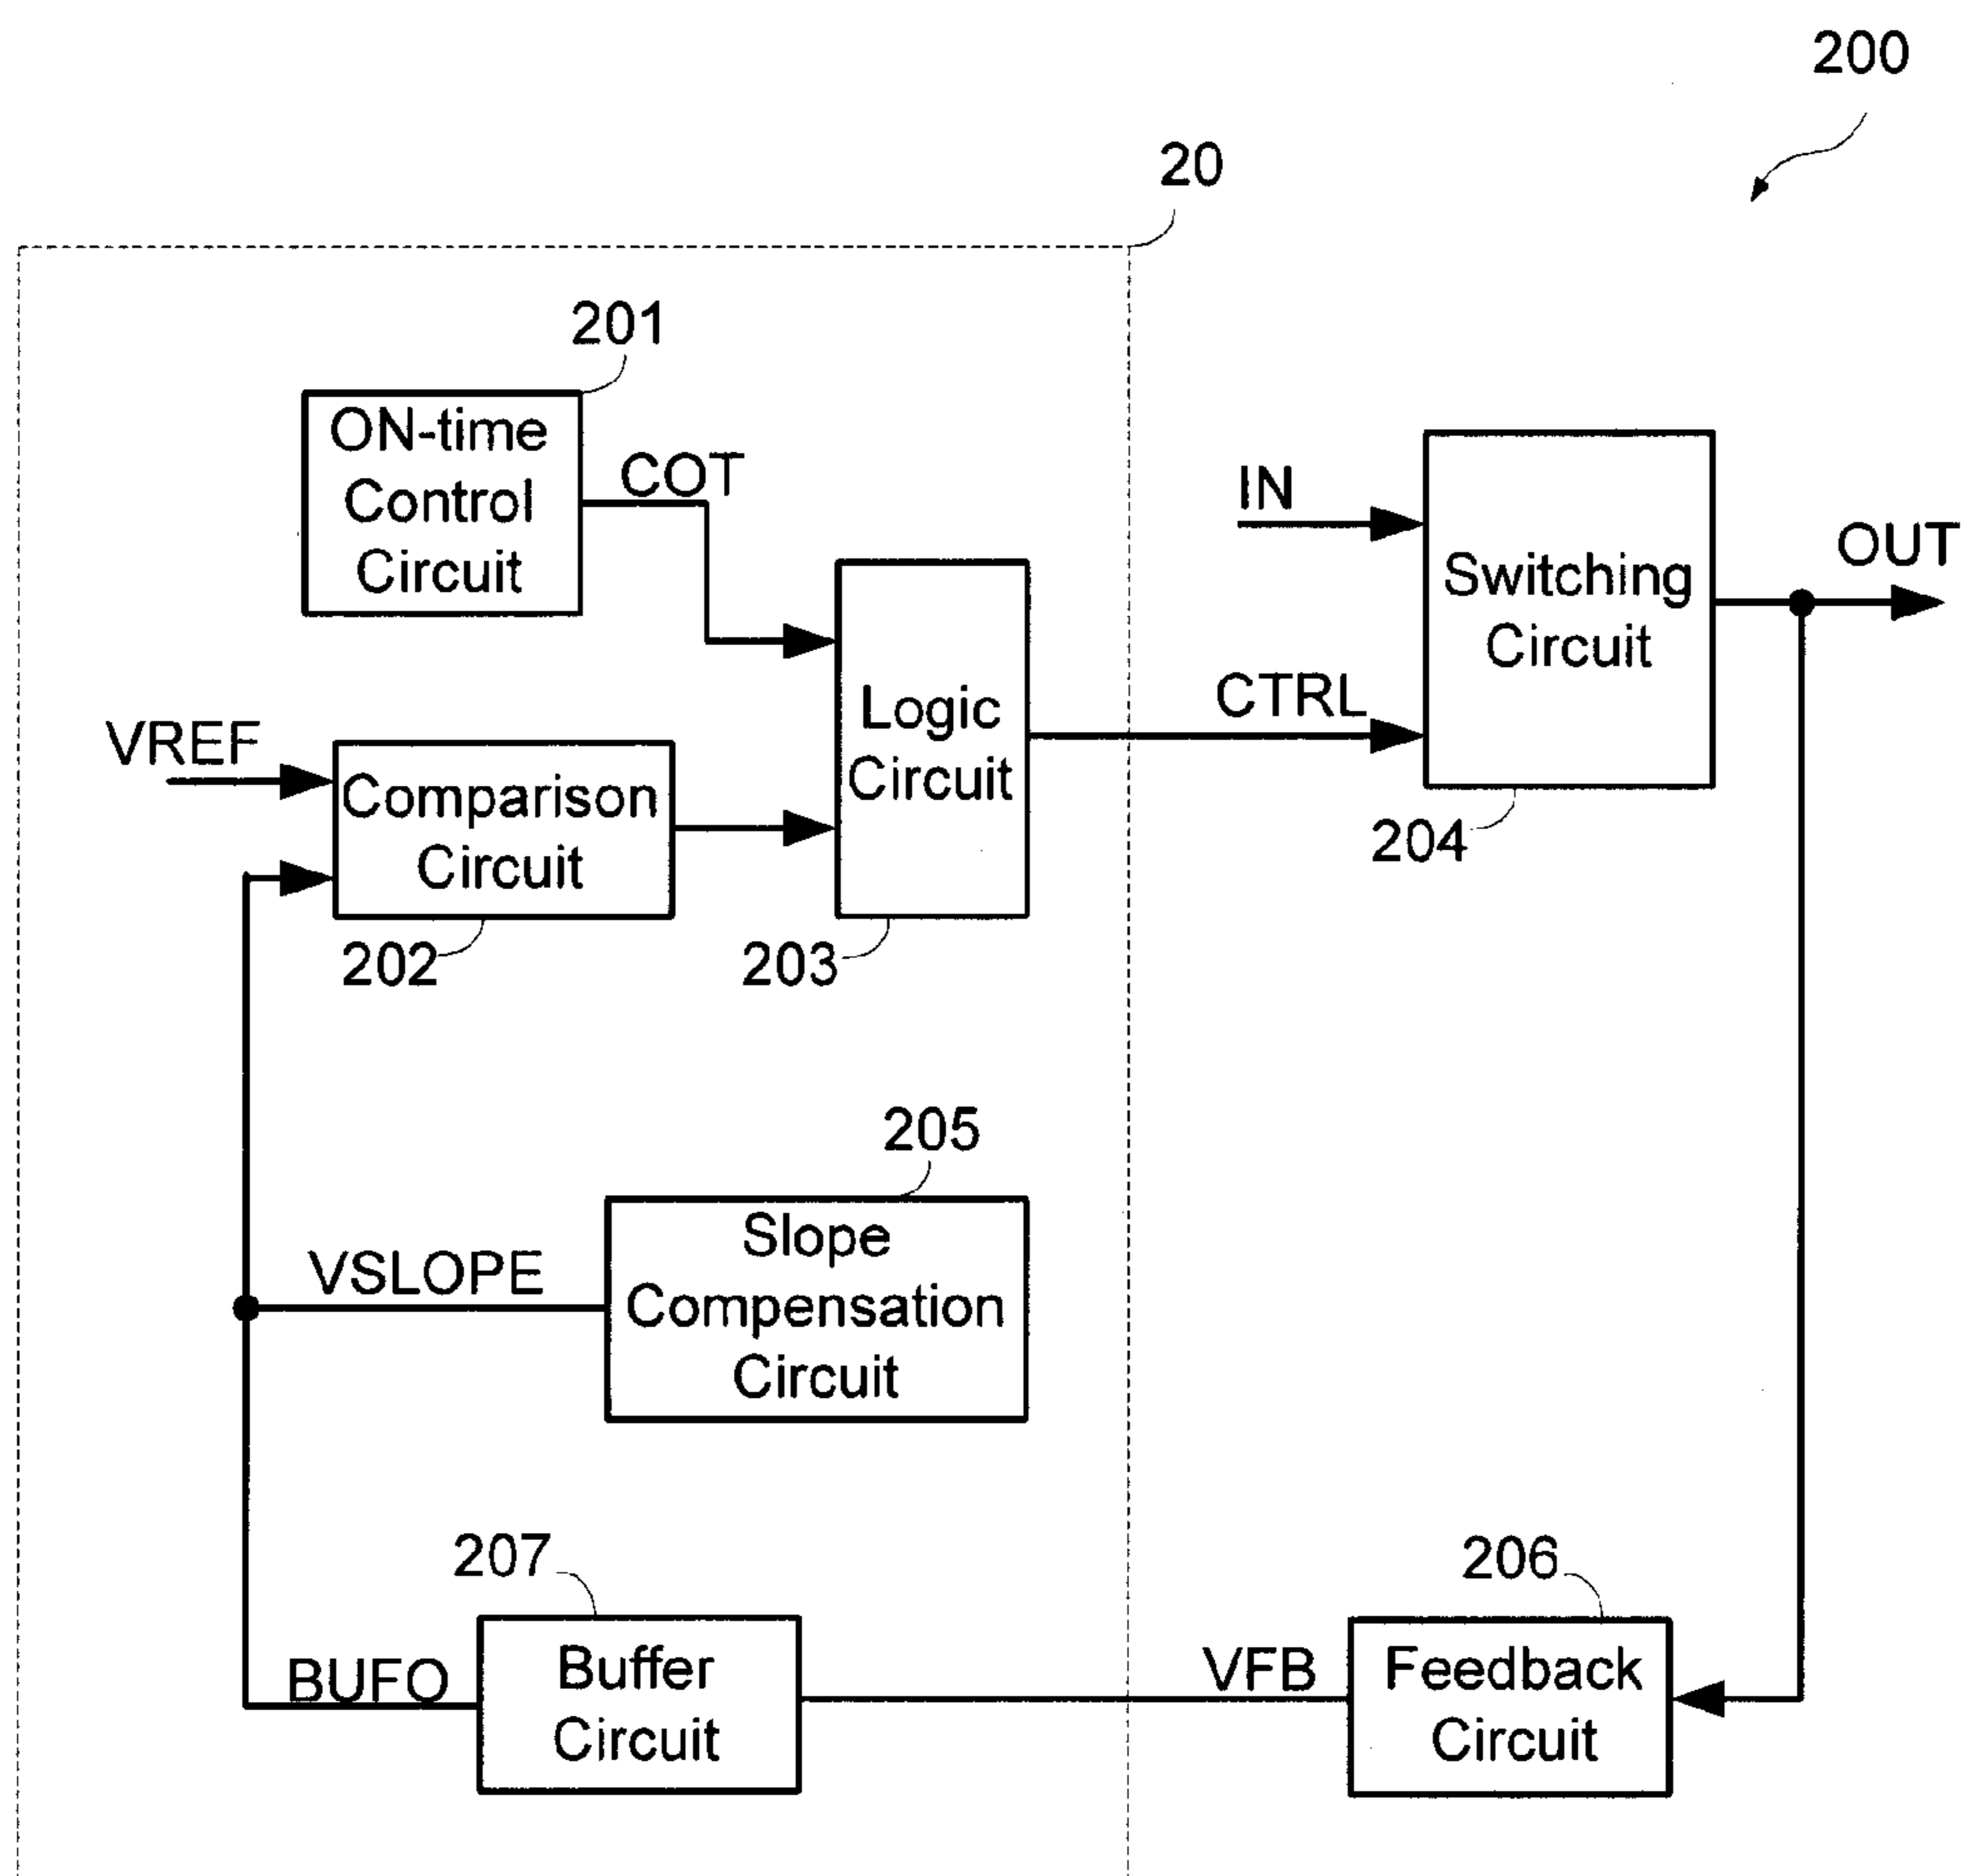 200
20
201
ON-time
Control
Circuit
COT
IN
Switching
Circuit
OUT
CTRL
204
Logic
Circuit
203
VREF
Comparison
Circuit
202
205
Slope
Compensation
Circuit
VSLOPE
207
Buffer
Circuit
BUFO
VFB
206
Feedback
Circuit